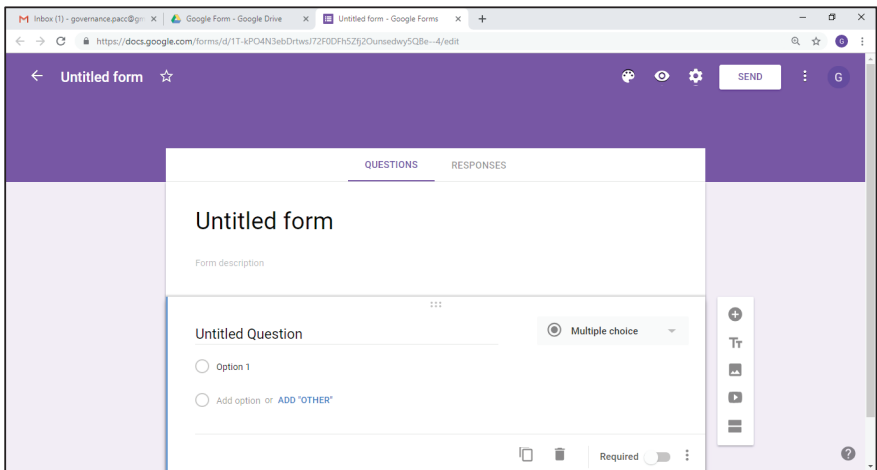 Inbox (1) - governance.pacc@gm
Google Form - Google Drive
Untitled form - Google Forms
https://docs.google.com/forms/d/1T-kPO4N3ebDrtwsJ72F0DFh5Zfj2Ounsedwy5QBe--4/edit
G
Untitled form
SEND
G
QUESTIONS RESPONSES
Untitled form
Form description
Untitled Question
Multiple choice
Option 1
Add option or ADD "OTHER"
Tт
Required